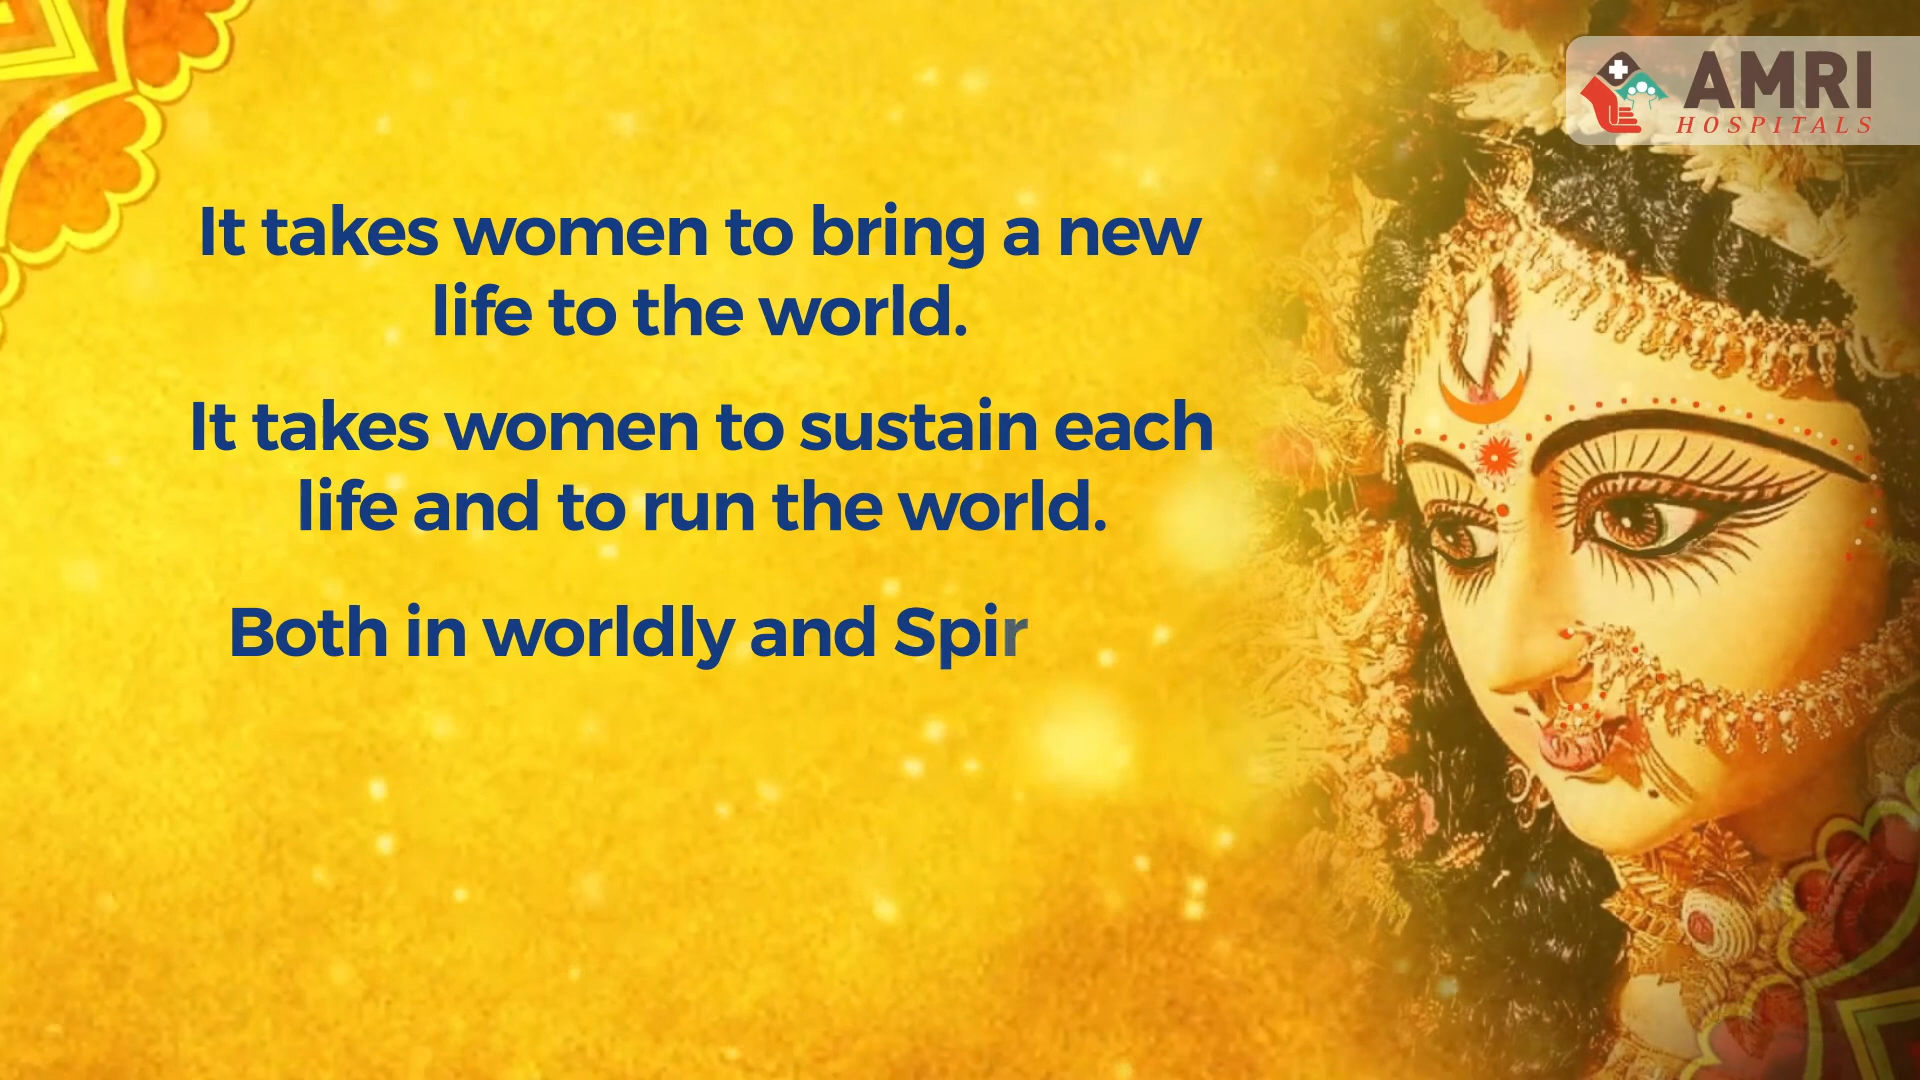 AMRI
HOSPITALS
It takes women to bring a new
life to the world.
It takes women to sustain each
life and to run the world.
Both in worldly and Spir